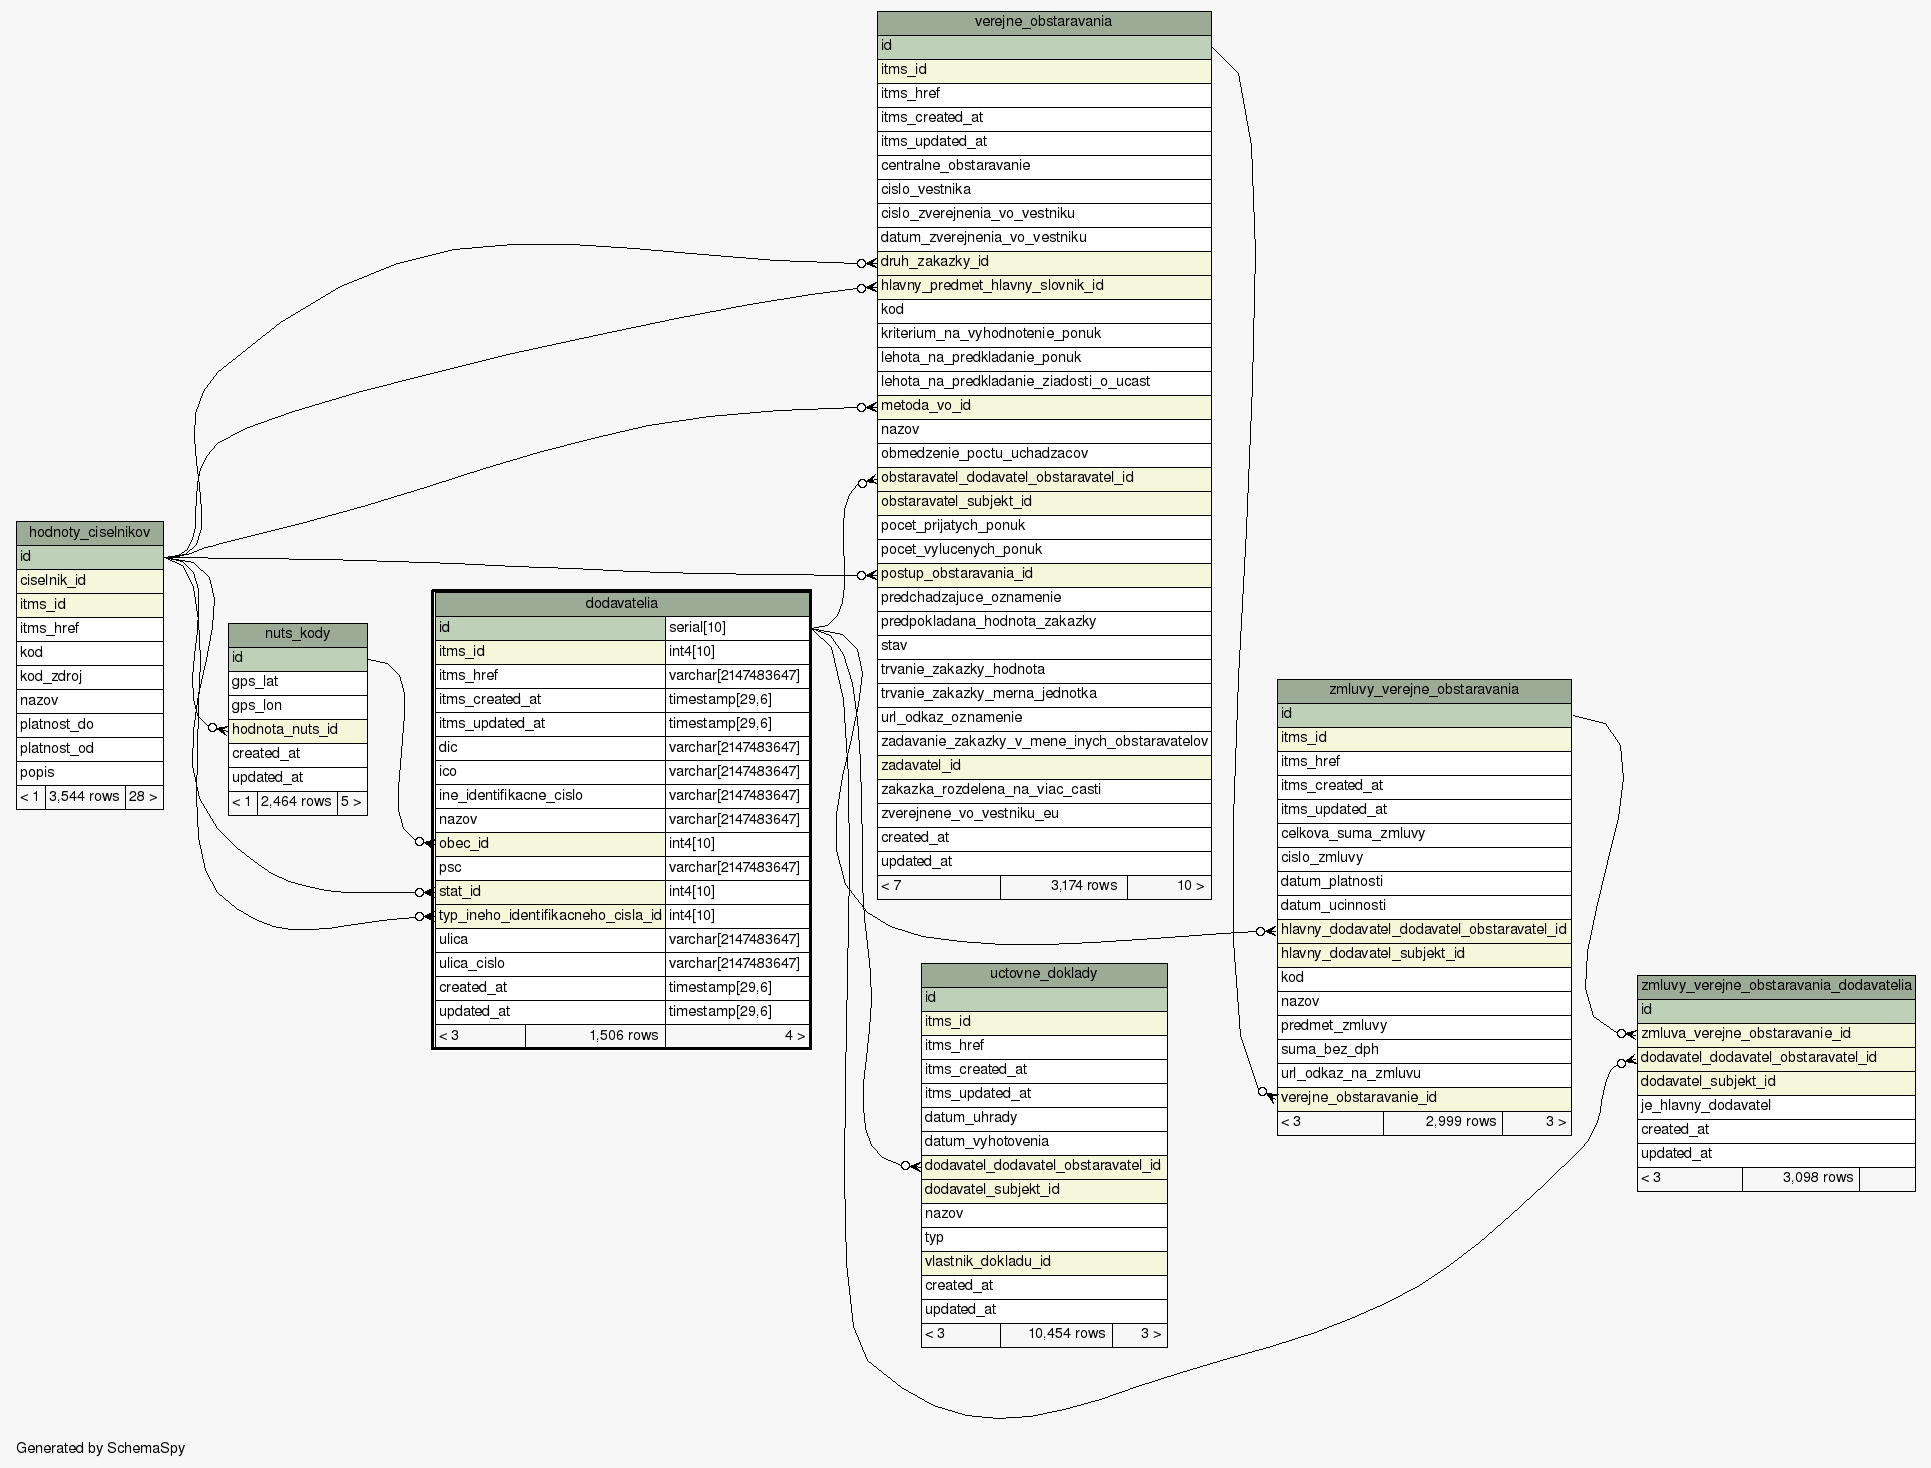 verejne_obstaravania
id
itms_id
itms_href
itms_created_at
itms_updated_at
centralne_obstaravanie
cislo_vestnika
cislo_zverejnenia_vo_vestniku
datum_zverejnenia_vo_vestniku
druh_zakazky_id
hlavny_predmet_hlavny_slovnik_id
kod
kriterium_na_vyhodnotenie_ponuk
lehota_na_predkladanie_ponuk
lehota_na_predkladanie_ziadosti_o_ucast
metoda_vo_id
nazov
obmedzenie_poctu_uchadzacov
obstaravatel_dodavatel_obstaravatel_id
obstaravatel_subjekt_id
pocet_prijatych_ponuk
pocet_vylucenych_ponuk
postup_obstaravania_id
predchadzajuce_oznamenie
predpokladana_hodnota_zakazky
stav
trvanie_zakazky_hodnota
trvanie_zakazky_merna_jednotka
url_odkaz_oznamenie
zadavanie_zakazky_v_mene_inych_obstaravatelov
zadavatel_id
zakazka_rozdelena_na_viac_casti
zverejnene_vo_vestniku_eu
created_at
updated_at
< 7 3,174 rows 10 >
hodnoty_ciselnikov
id
ciselnik_id
itms_id
itms_href
kod
kod_zdroj
nazov
platnost_do
platnost_od
popis
< 1 3,544 rows 28 >
nuts_kody
id
gps_lat
gps_lon
hodnota_nuts_id
created_at
updated_at
< 1 2,464 rows 5 >
dodavatelia
id serial[10]
itms_id int4[10]
itms_href varchar[2147483647]
itms_created_at timestamp[29,6]
itms_updated_at timestamp[29,6]
dic varchar[2147483647]
ico varchar[2147483647]
ine_identifikacne_cislo varchar[2147483647]
nazov varchar[2147483647]
obec_id int4[10]
psc varchar[2147483647]
stat_id int4[10]
typ_ineho_identifikacneho_cisla_id int4[10]
ulica varchar[2147483647]
ulica_cislo varchar[2147483647]
created_at timestamp[29,6]
updated_at timestamp[29,6]
< 3 1,506 rows 4 >
uctovne_doklady
id
itms_id
itms_href
itms_created_at
itms_updated_at
datum_uhrady
datum_vyhotovenia
dodavatel_dodavatel_obstaravatel_id
dodavatel_subjekt_id
nazov
typ
vlastnik_dokladu_id
created_at
updated_at
< 3 10,454 rows 3 >
zmluvy_verejne_obstaravania
id
itms_id
itms_href
itms_created_at
itms_updated_at
celkova_suma_zmluvy
cislo_zmluvy
datum_platnosti
datum_ucinnosti
hlavny_dodavatel_dodavatel_obstaravatel_id
hlavny_dodavatel_subjekt_id
kod
nazov
predmet_zmluvy
suma_bez_dph
url_odkaz_na_zmluvu
verejne_obstaravanie_id
< 3 2,999 rows 3 >
zmluvy_verejne_obstaravania_dodavatelia
id
zmluva_verejne_obstaravanie_id
dodavatel_dodavatel_obstaravatel_id
dodavatel_subjekt_id
je_hlavny_dodavatel
created_at
updated_at
< 3 3,098 rows
Generated by SchemaSpy